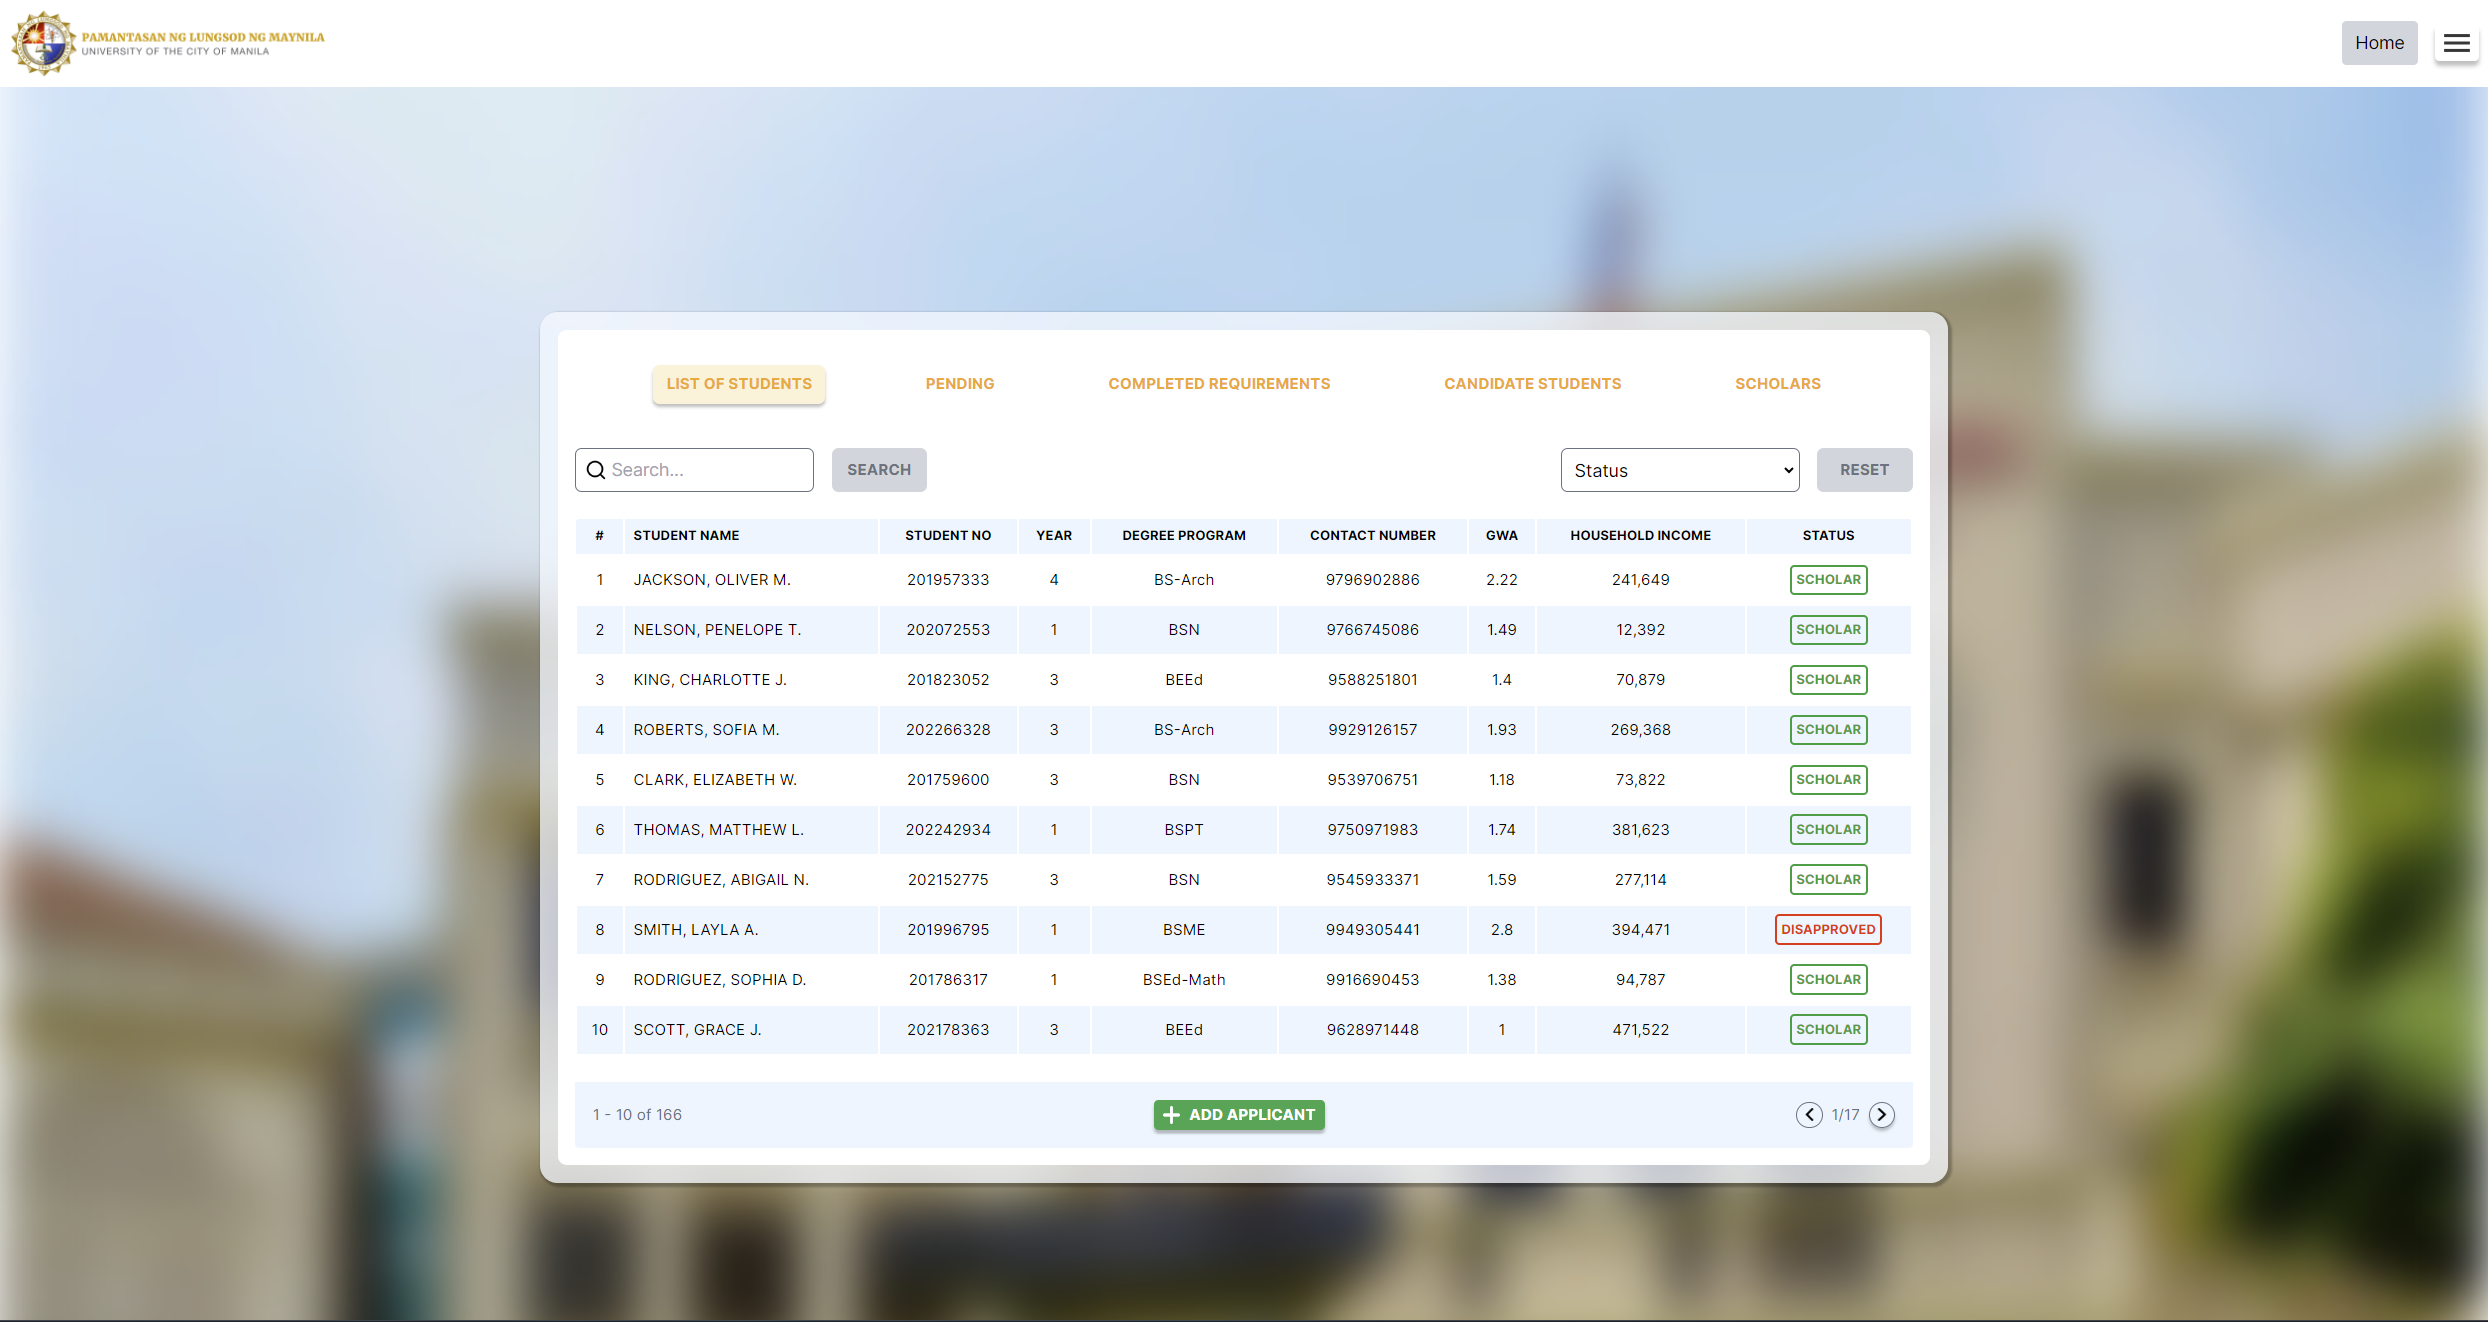 PAMANTASAN NG LUNGSOD NG MAYNILA
UNIVERSITY OF THE CITY OF MANILA
Home
LIST OF STUDENTS PENDING COMPLETED REQUIREMENTS CANDIDATE STUDENTS SCHOLARS
Search... SEARCH Status RESET
# STUDENT NAME STUDENT NO YEAR DEGREE PROGRAM CONTACT NUMBER GWA HOUSEHOLD INCOME STATUS
1 JACKSON, OLIVER M. 201957333 4 BS-Arch 9796902886 2.22 241,649 SCHOLAR
2 NELSON, PENELOPE T. 202072553 1 BSN 9766745086 1.49 12,392 SCHOLAR
3 KING, CHARLOTTE J. 201823052 3 BEEd 9588251801 1.4 70,879 SCHOLAR
4 ROBERTS, SOFIA M. 202266328 3 BS-Arch 9929126157 1.93 269,368 SCHOLAR
5 CLARK, ELIZABETH W. 201759600 3 BSN 9539706751 1.18 73,822 SCHOLAR
6 THOMAS, MATTHEW L. 202242934 1 BSPT 9750971983 1.74 381,623 SCHOLAR
7 RODRIGUEZ, ABIGAIL N. 202152775 3 BSN 9545933371 1.59 277,114 SCHOLAR
8 SMITH, LAYLA A. 201996795 1 BSME 9949305441 2.8 394,471 DISAPPROVED
9 RODRIGUEZ, SOPHIA D. 201786317 1 BSEd-Math 9916690453 1.38 94,787 SCHOLAR
10 SCOTT, GRACE J. 202178363 3 BEEd 9628971448 1 471,522 SCHOLAR
1 - 10 of 166 ADD APPLICANT 1/17